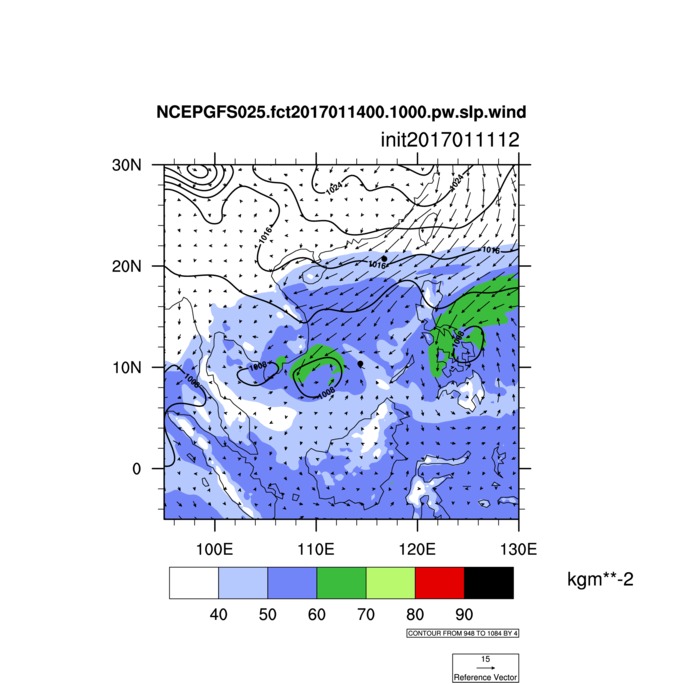 NCEPGFS025.fct2017011400.1000.pw.slp.wind
init2017011112
30N
20N
10N
0
1024
1024
1016
1016
1016
1008
1008
1008
1008
100E 110E 120E 130E
kgm**-2
40 50 60 70 80 90
CONTOUR FROM 948 TO 1084 BY 4
15
Reference Vector